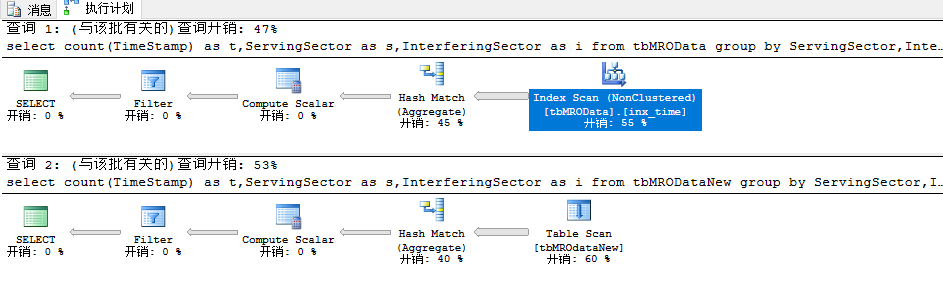 消息 执行计划
查询 1: (与该批有关的)查询开销: 47%
select count(TimeStamp) as t,ServingSector as s,InterferingSector as i from tbMROData group by ServingSector,Inte…
SELECT
开销: 0 %
Filter
开销: 0 %
Compute Scalar
开销: 0 %
Hash Match
(Aggregate)
开销: 45 %
Index Scan (NonClustered)
[tbMROData].[inx_time]
开销: 55 %
查询 2: (与该批有关的)查询开销: 53%
select count(TimeStamp) as t,ServingSector as s,InterferingSector as i from tbMRODataNew group by ServingSector,I…
SELECT
开销: 0 %
Filter
开销: 0 %
Compute Scalar
开销: 0 %
Hash Match
(Aggregate)
开销: 40 %
Table Scan
[tbMROdataNew]
开销: 60 %